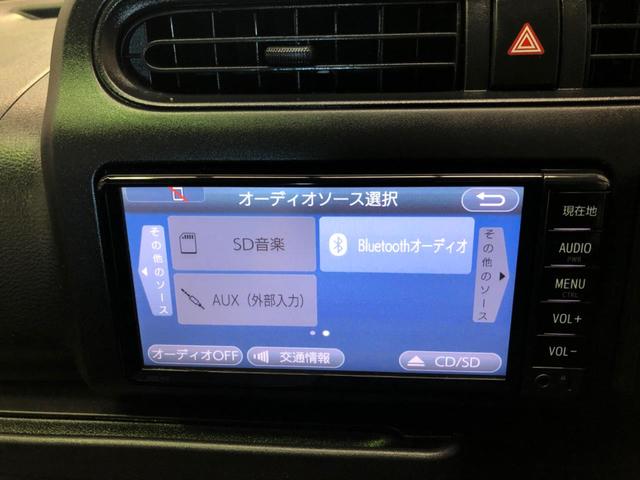 オーディオソース選択
その他のソース
SD音楽
Bluetoothオーディオ
その他のソース
AUX（外部入力）
オーディオOFF
交通情報
CD/SD
現在地
AUDIO
PWR
MENU
CTRL
VOL+
VOL-